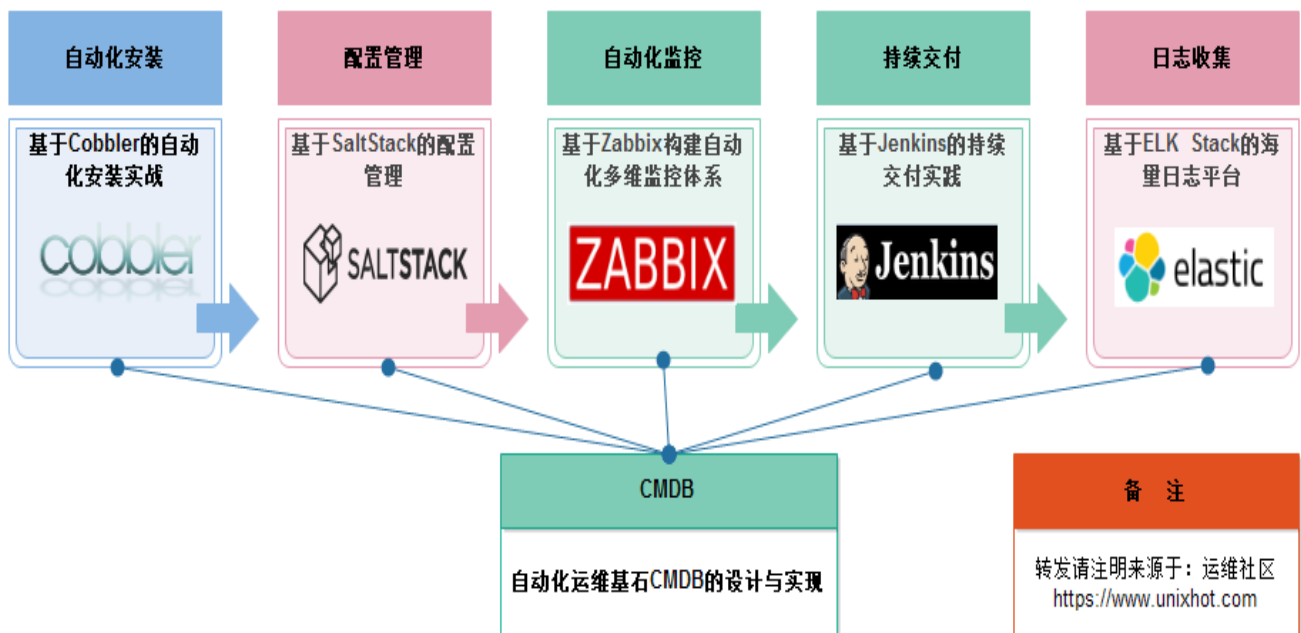 自动化安装
配置管理
自动化监控
持续交付
日志收集
基于Cobbler的自动
化安装实战
cobbler
基于SaltStack的配置
管理
SALTSTACK
基于Zabbix构建自动
化多维监控体系
ZABBIX
基于Jenkins的持续
交付实践
Jenkins
基于ELK Stack的海
量日志平台
elastic
CMDB
自动化运维基石CMDB的设计与实现
备 注
转发请注明来源于：运维社区
https://www.unixhot.com